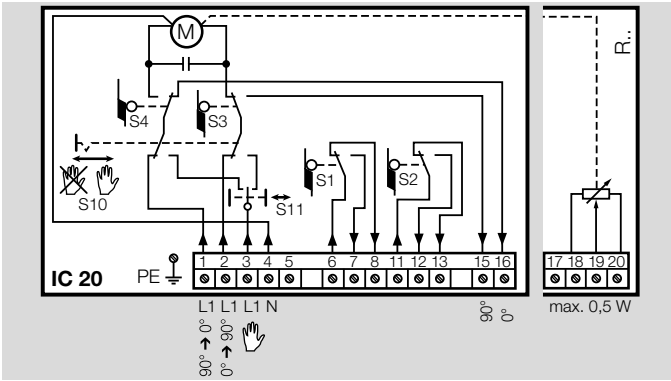 M
R..
S4
S3
S1
S2
S10
S11
1 2 3 4 5 6 7 8 11 12 13 15 16 17 18 19 20
IC 20
PE
L1 L1 L1 N
90° → 0°
0° → 90°
90°
0°
max. 0,5 W